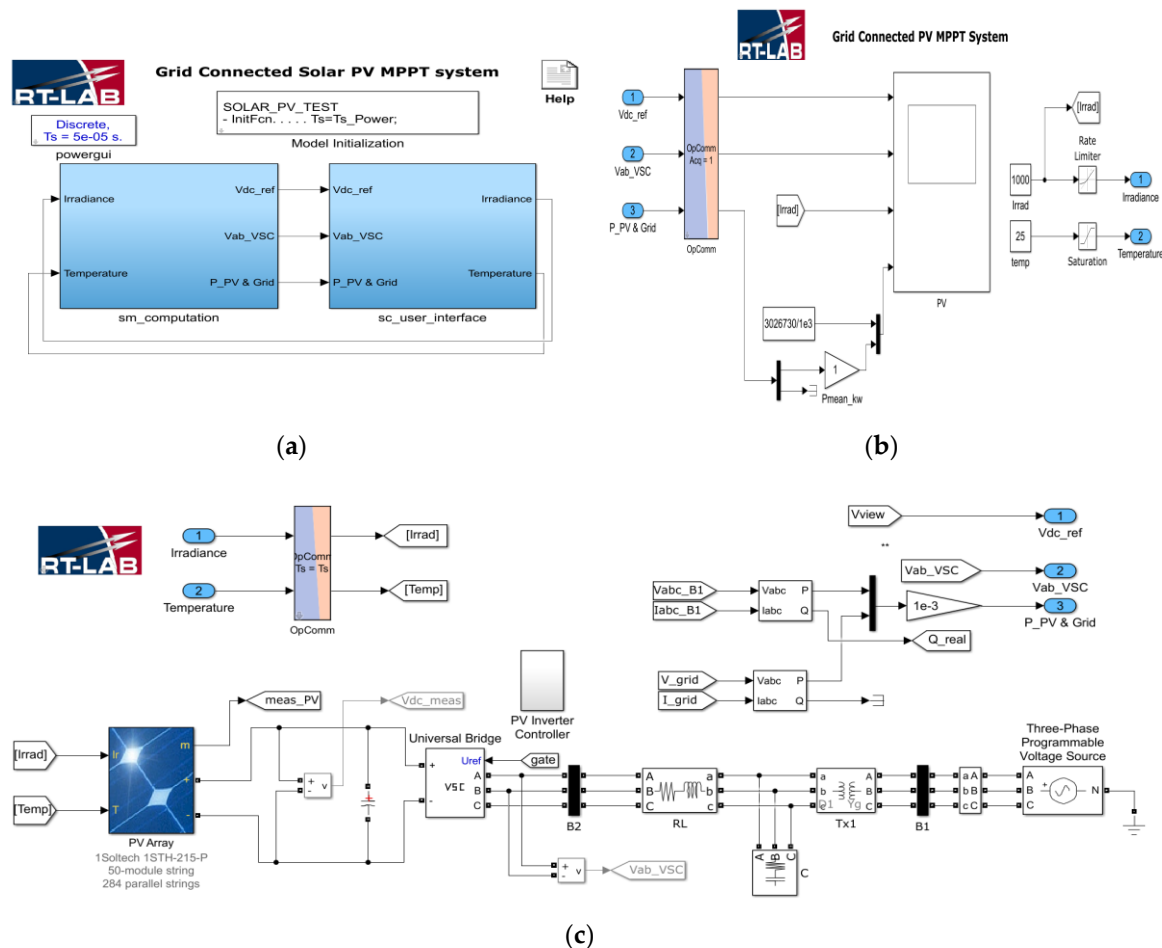 RT-LAB
Grid Connected Solar PV MPPT system
Help
Discrete,
Ts = 5e-05 s.
powergui
SOLAR_PV_TEST
- InitFcn. . . . . Ts=Ts_Power;
Model Initialization
Irradiance
Temperature
Vdc_ref
Vab_VSC
P_PV & Grid
sm_computation
Vdc_ref
Vab_VSC
P_PV & Grid
Irradiance
Temperature
sc_user_interface
(a)
RT-LAB
Grid Connected PV MPPT System
1
Vdc_ref
2
Vab_VSC
3
P_PV & Grid
OpComm
Acq = 1
OpComm
[Irrad]
3026730/1e3
1
Pmean_kw
PV
[Irrad]
Rate
Limiter
1000
Irrad
1
Irradiance
25
temp
Saturation
2
Temperature
(b)
RT-LAB
1
Irradiance
2
Temperature
OpComm
Ts = Ts
OpComm
[Irrad]
[Temp]
Vview
1
Vdc_ref
**
Vab_VSC
2
Vab_VSC
Vabc_B1
Iabc_B1
Vabc
Iabc
P
Q
1e-3
3
P_PV & Grid
Q_real
V_grid
I_grid
Vabc
Iabc
P
Q
[Irrad]
[Temp]
Ir
T
m
+
-
PV Array
1Soltech 1STH-215-P
50-module string
284 parallel strings
meas_PV
Vdc_meas
+
-
v
PV Inverter
Controller
Universal Bridge
Uref
gate
+
-
VSC
A
B
C
B2
A
B
C
a
b
c
RL
a
b
c
A
B
C
D1
Yg
Tx1
B1
a
b
c
A
B
C
Three-Phase
Programmable
Voltage Source
A
B
C
N
+
-
v
Vab_VSC
A
B
C
C
(c)